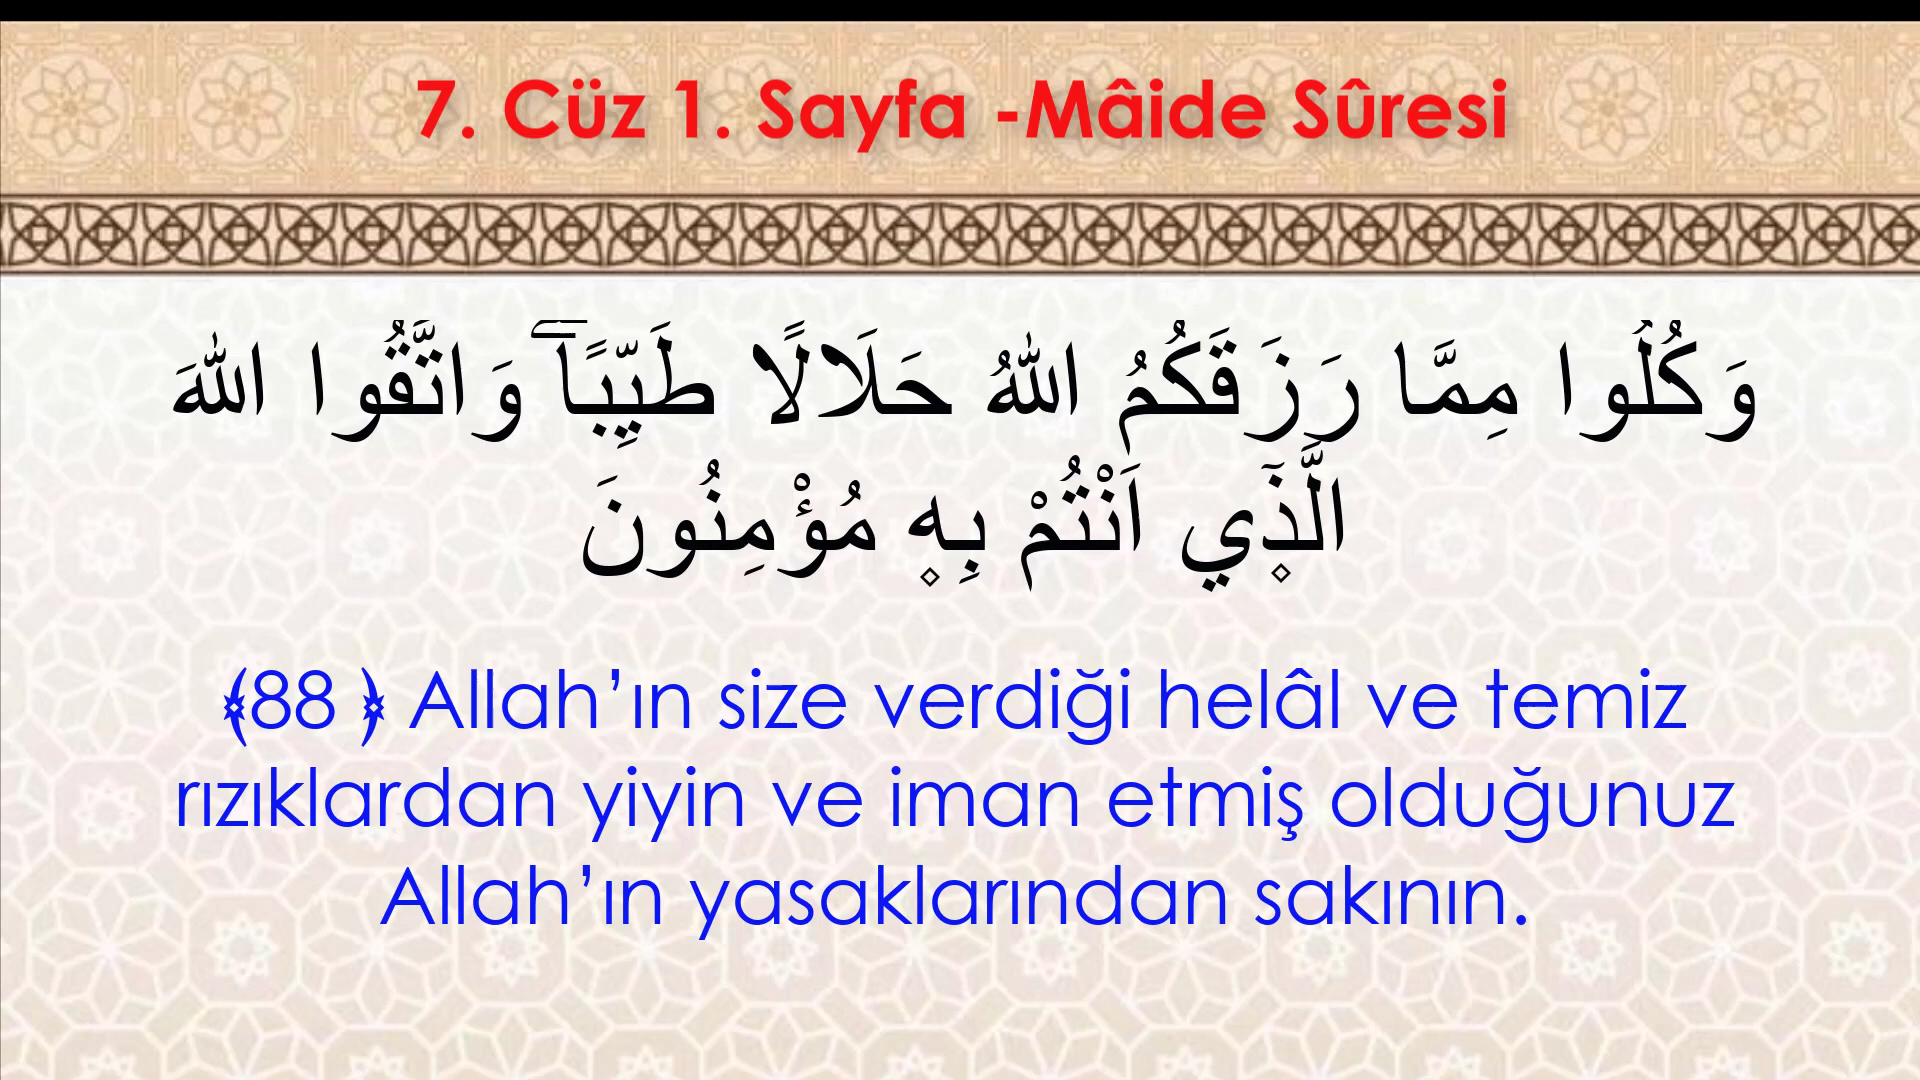 7. Cüz 1. Sayfa -Mâide Sûresi
وَكُلُوا مِمَّا رَزَقَكُمُ اللّٰهُ حَلَالًا طَيِّبًاۖ وَاتَّقُوا اللّٰهَ
الَّذ۪ٓي اَنْتُمْ بِه۪ مُؤْمِنُونَ
﴾88 ﴿ Allah’ın size verdiği helâl ve temiz
rızıklardan yiyin ve iman etmiş olduğunuz
Allah’ın yasaklarından sakının.